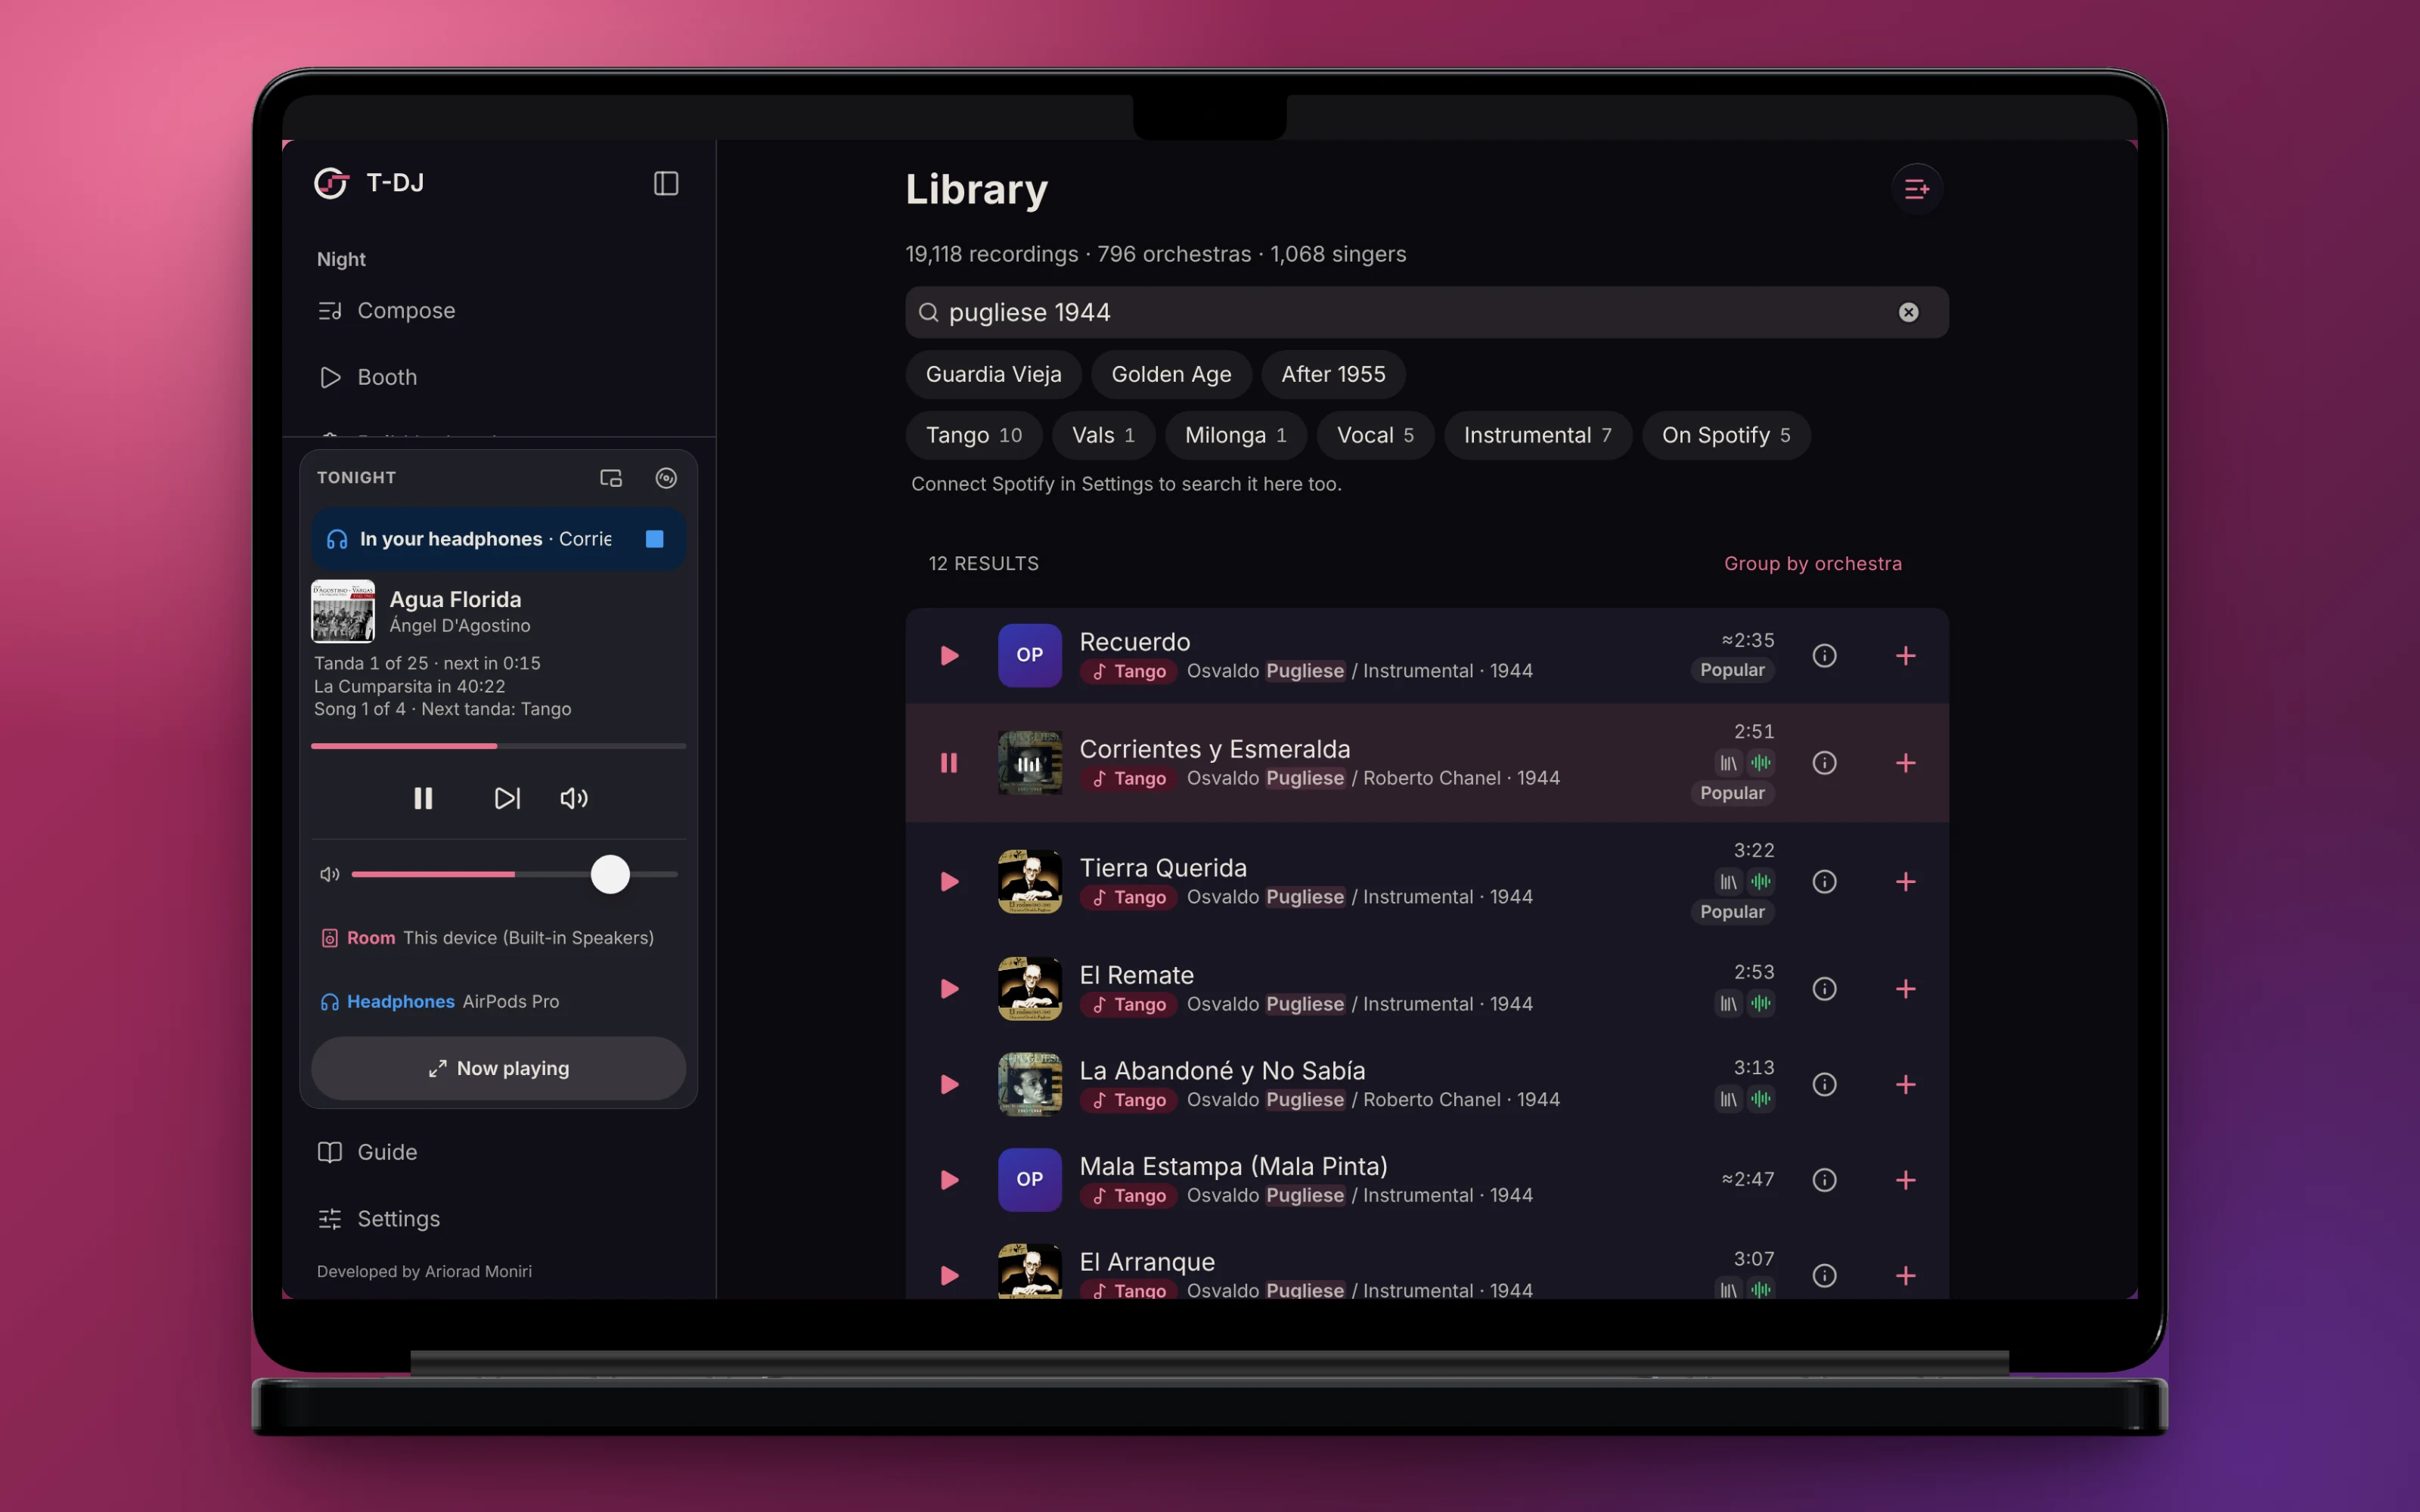 T-DJ
Night
Compose
Booth
TONIGHT
In your headphones · Corrie
Agua Florida
Ángel D'Agostino
Tanda 1 of 25 · next in 0:15
La Cumparsita in 40:22
Song 1 of 4 · Next tanda: Tango
Room This device (Built-in Speakers)
Headphones AirPods Pro
Now playing
Guide
Settings
Developed by Ariorad Moniri
Library
19,118 recordings · 796 orchestras · 1,068 singers
pugliese 1944
Guardia Vieja Golden Age After 1955
Tango 10 Vals 1 Milonga 1 Vocal 5 Instrumental 7 On Spotify 5
Connect Spotify in Settings to search it here too.
12 RESULTS Group by orchestra
OP
Recuerdo
Tango Osvaldo Pugliese / Instrumental · 1944
≈2:35
Popular
Corrientes y Esmeralda
Tango Osvaldo Pugliese / Roberto Chanel · 1944
2:51
Popular
Tierra Querida
Tango Osvaldo Pugliese / Instrumental · 1944
3:22
Popular
El Remate
Tango Osvaldo Pugliese / Instrumental · 1944
2:53
La Abandoné y No Sabía
Tango Osvaldo Pugliese / Roberto Chanel · 1944
3:13
OP
Mala Estampa (Mala Pinta)
Tango Osvaldo Pugliese / Instrumental · 1944
≈2:47
El Arranque
Tango Osvaldo Pugliese / Instrumental · 1944
3:07